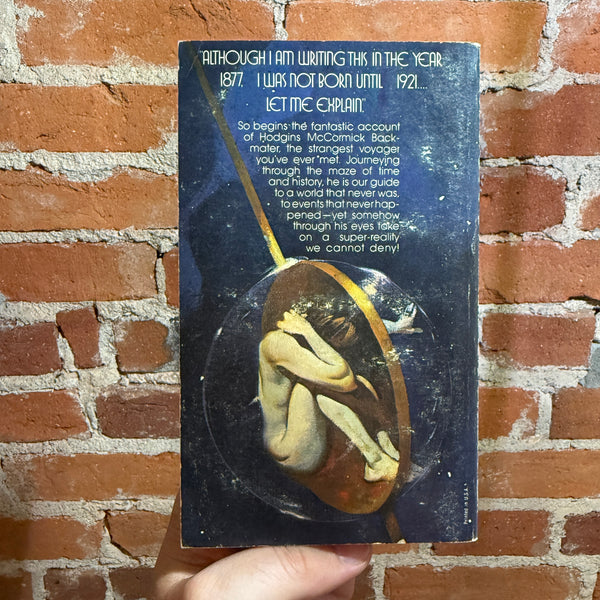 "ALTHOUGH I AM WRITING THIS IN THE YEAR
1877, I WAS NOT BORN UNTIL 1921....
LET ME EXPLAIN."
So begins the fantastic account
of Hodgins McCormick Back-
mater, the strangest voyager
you've ever met. Journeying
through the maze of time
and history, he is our guide
to a world that never was,
to events that never hap-
pened—yet somehow
through his eyes take
on a super-reality
we cannot deny!
Printed in U.S.A.